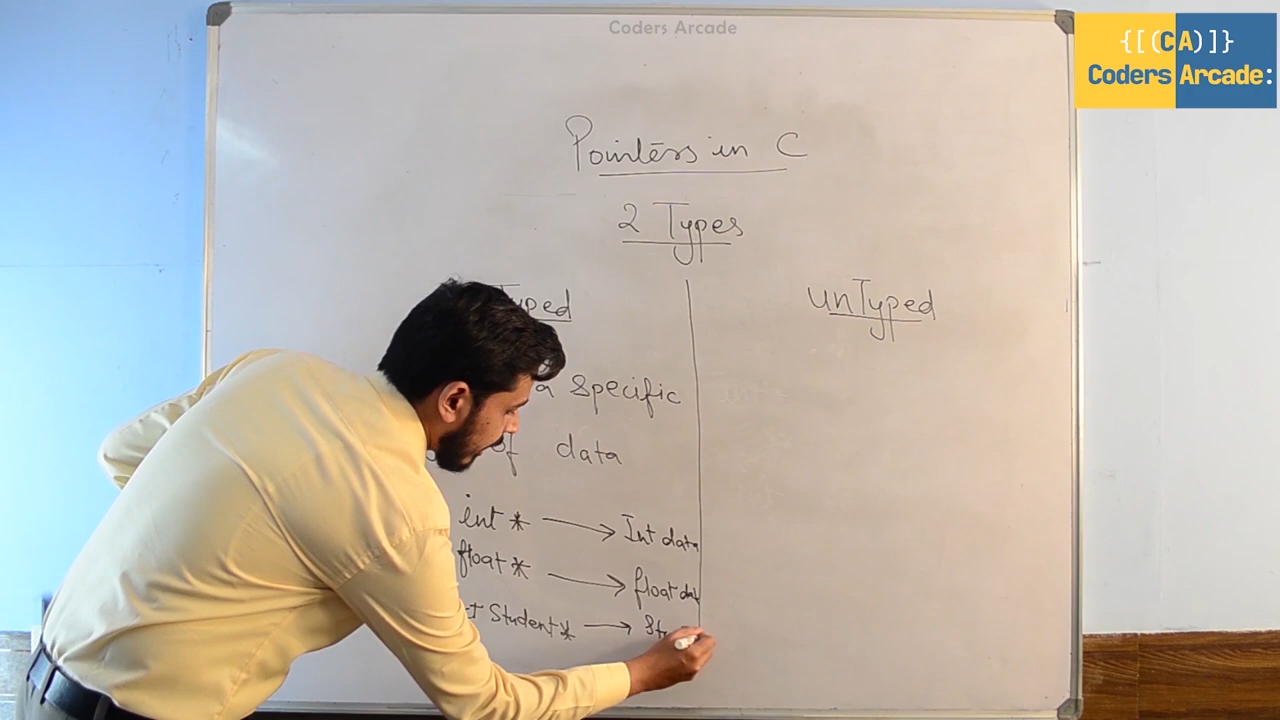 Coders Arcade
{[(CA)]}
Coders Arcade:
Pointers in C
2 Types
Typed
UnTyped
a specific
of data
int * → Int data
float * → float dat
Student * → St